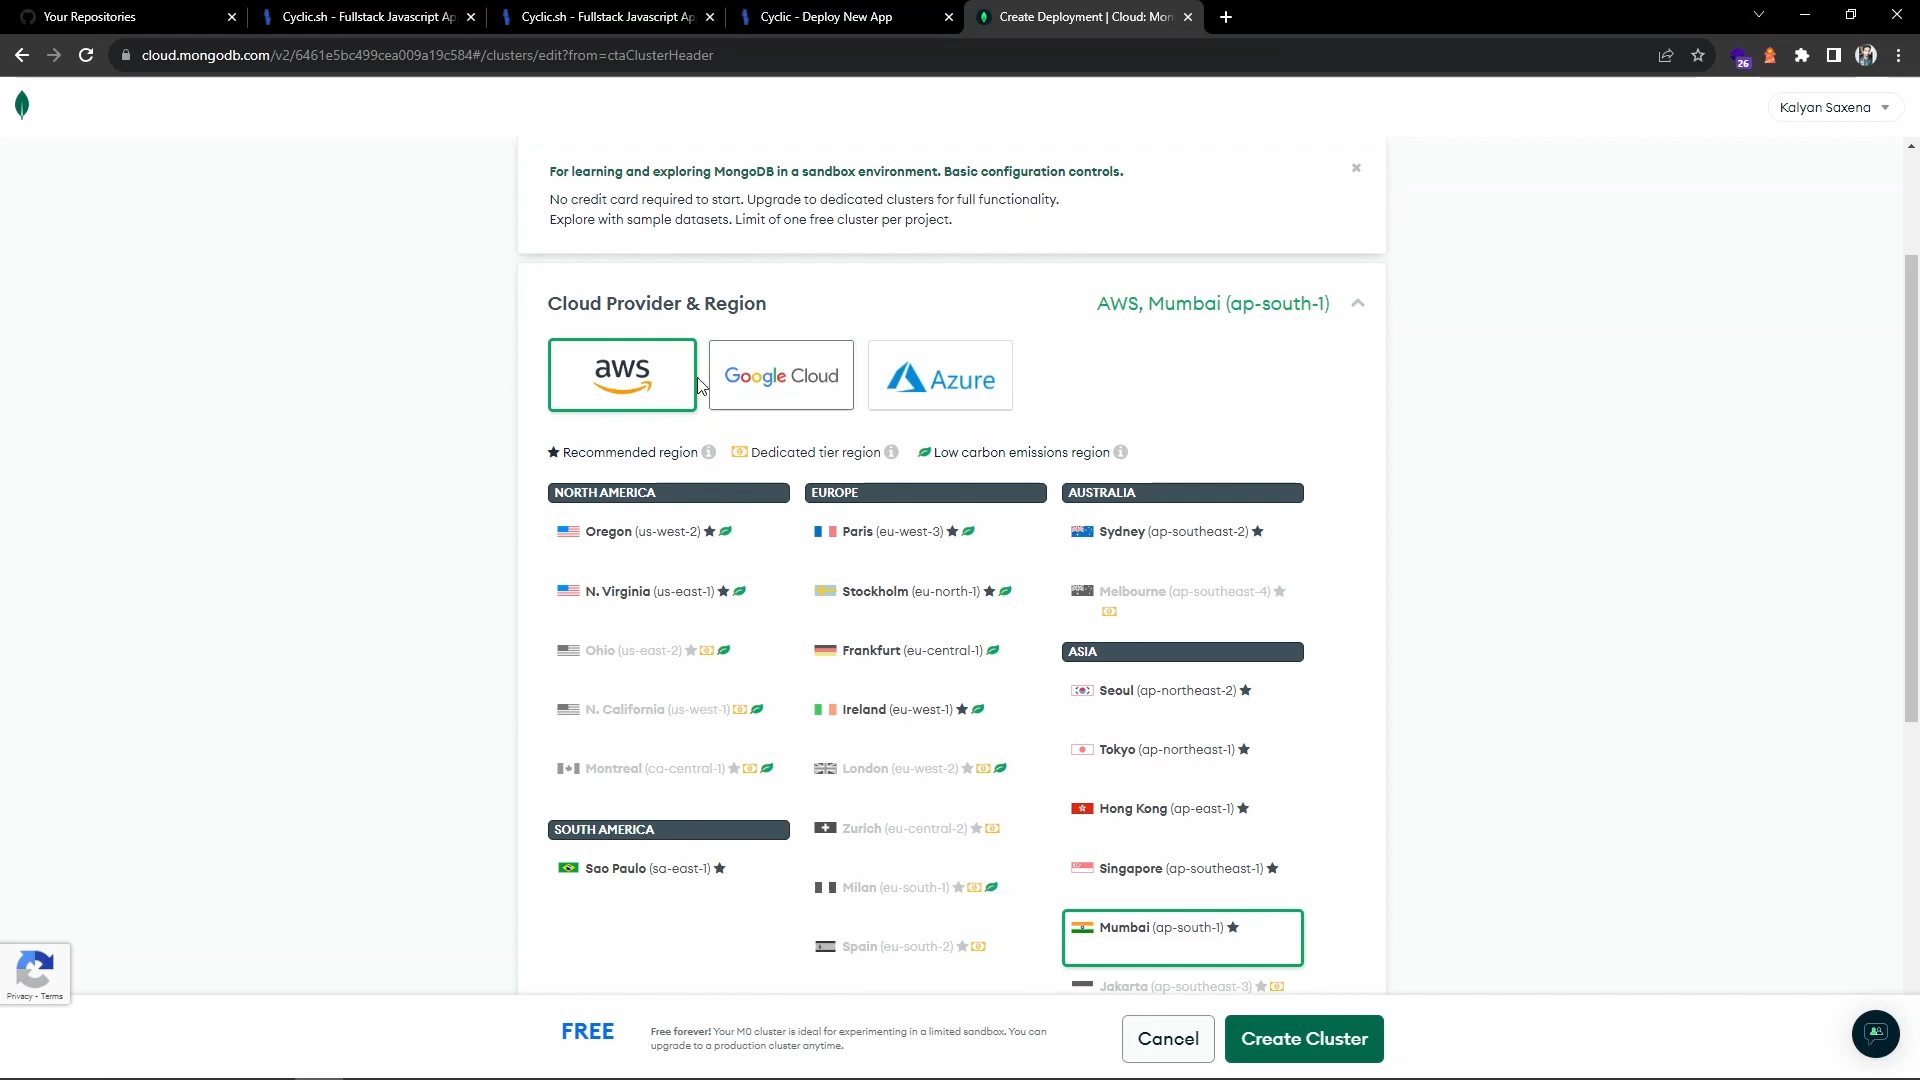 Your Repositories
Cyclic.sh - Fullstack Javascript Ap
Cyclic.sh - Fullstack Javascript Ap
Cyclic - Deploy New App
Create Deployment | Cloud: Mon
cloud.mongodb.com/v2/6461e5bc499cea009a19c584#/clusters/edit?from=ctaClusterHeader
26
Kalyan Saxena
For learning and exploring MongoDB in a sandbox environment. Basic configuration controls.
No credit card required to start. Upgrade to dedicated clusters for full functionality.
Explore with sample datasets. Limit of one free cluster per project.
Cloud Provider & Region
AWS, Mumbai (ap-south-1)
aws
Google Cloud
Azure
Recommended region
Dedicated tier region
Low carbon emissions region
NORTH AMERICA
Oregon (us-west-2)
N. Virginia (us-east-1)
Ohio (us-east-2)
N. California (us-west-1)
Montreal (ca-central-1)
SOUTH AMERICA
Sao Paulo (sa-east-1)
EUROPE
Paris (eu-west-3)
Stockholm (eu-north-1)
Frankfurt (eu-central-1)
Ireland (eu-west-1)
London (eu-west-2)
Zurich (eu-central-2)
Milan (eu-south-1)
Spain (eu-south-2)
AUSTRALIA
Sydney (ap-southeast-2)
Melbourne (ap-southeast-4)
ASIA
Seoul (ap-northeast-2)
Tokyo (ap-northeast-1)
Hong Kong (ap-east-1)
Singapore (ap-southeast-1)
Mumbai (ap-south-1)
Jakarta (ap-southeast-3)
Privacy - Terms
FREE
Free forever! Your M0 cluster is ideal for experimenting in a limited sandbox. You can
upgrade to a production cluster anytime.
Cancel
Create Cluster